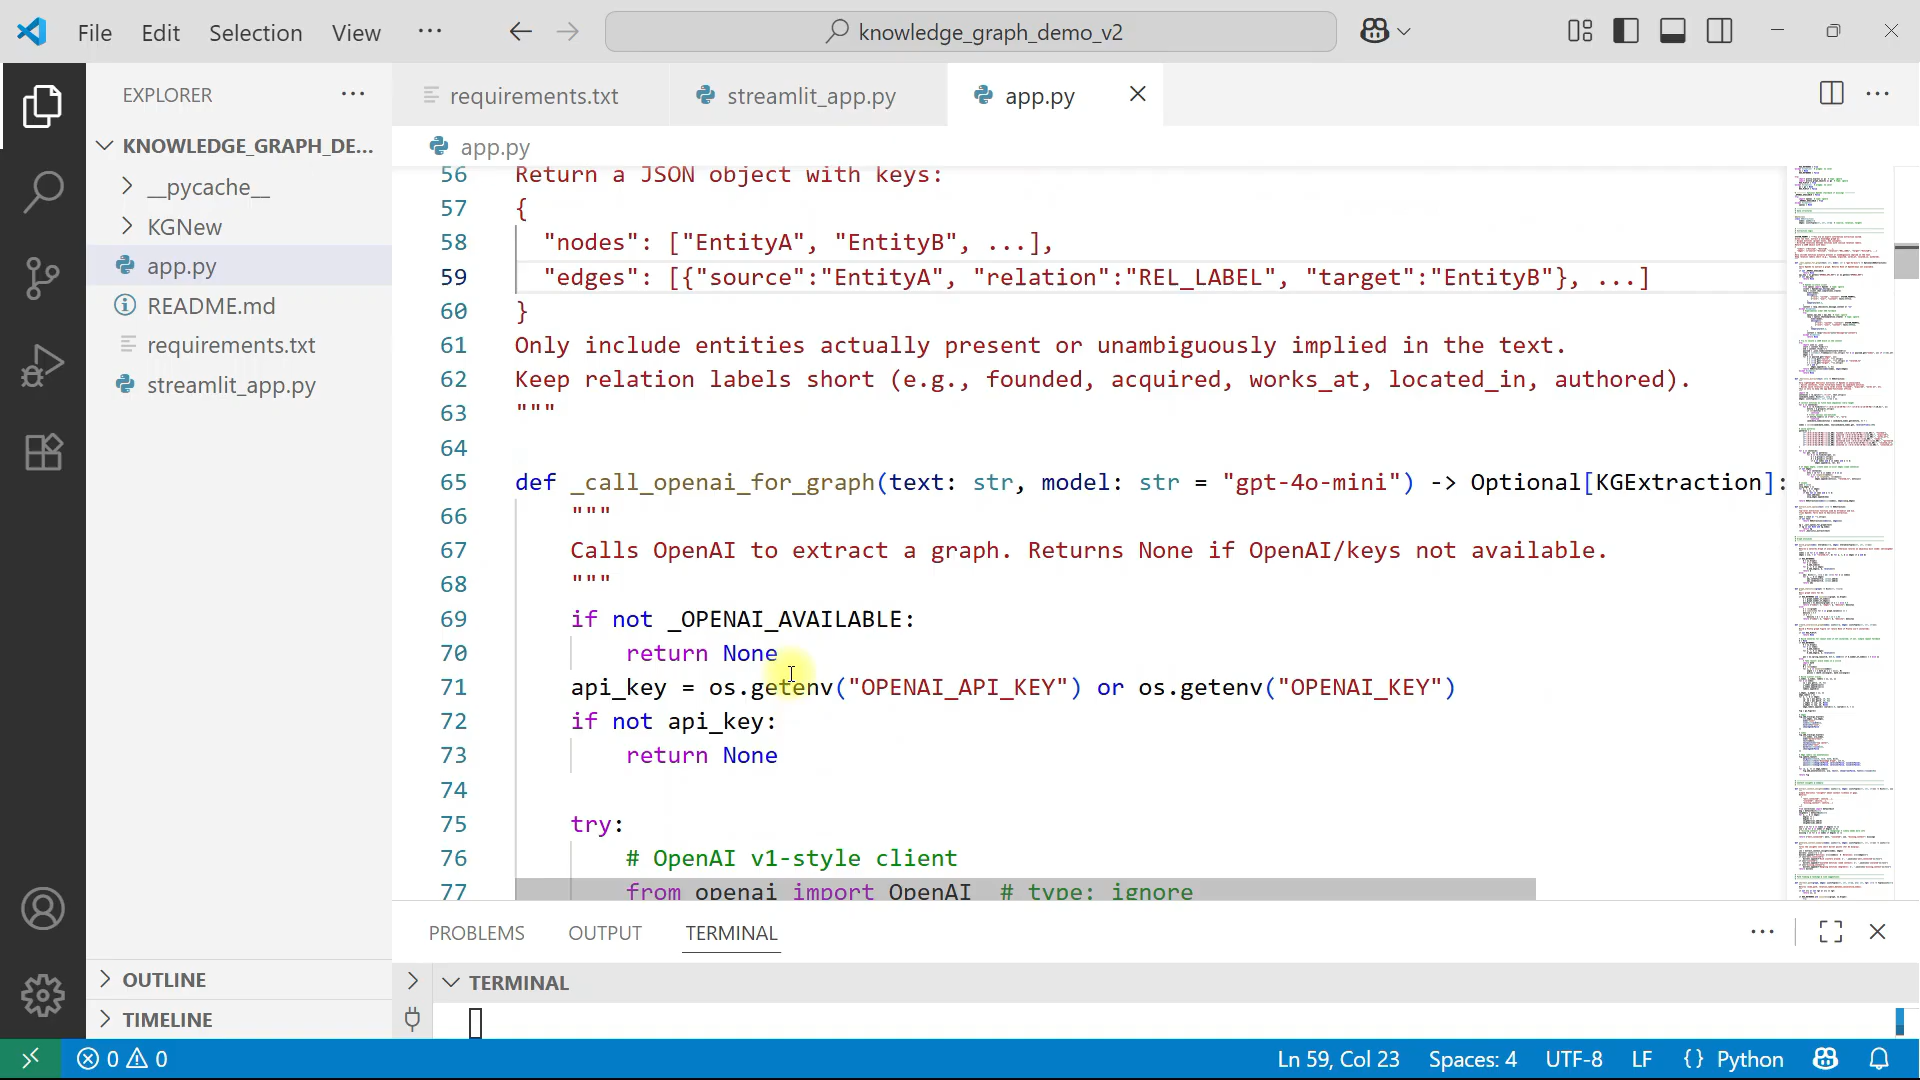 File Edit Selection View ···
knowledge_graph_demo_v2
EXPLORER ···
KNOWLEDGE_GRAPH_DE...
__pycache__
KGNew
app.py
README.md
requirements.txt
streamlit_app.py
OUTLINE
TIMELINE
requirements.txt streamlit_app.py app.py
app.py
56 Return a JSON object with keys:
57 {
58 "nodes": ["EntityA", "EntityB", ...],
59 "edges": [{"source":"EntityA", "relation":"REL_LABEL", "target":"EntityB"}, ...]
60 }
61 Only include entities actually present or unambiguously implied in the text.
62 Keep relation labels short (e.g., founded, acquired, works_at, located_in, authored).
63 """
64
65 def _call_openai_for_graph(text: str, model: str = "gpt-4o-mini") -> Optional[KGExtraction]:
66 """
67 Calls OpenAI to extract a graph. Returns None if OpenAI/keys not available.
68 """
69 if not _OPENAI_AVAILABLE:
70 return None
71 api_key = os.getenv("OPENAI_API_KEY") or os.getenv("OPENAI_KEY")
72 if not api_key:
73 return None
74
75 try:
76 # OpenAI v1-style client
77 from openai import OpenAI # type: ignore
PROBLEMS OUTPUT TERMINAL ···
TERMINAL
0 0 Ln 59, Col 23 Spaces: 4 UTF-8 LF {} Python